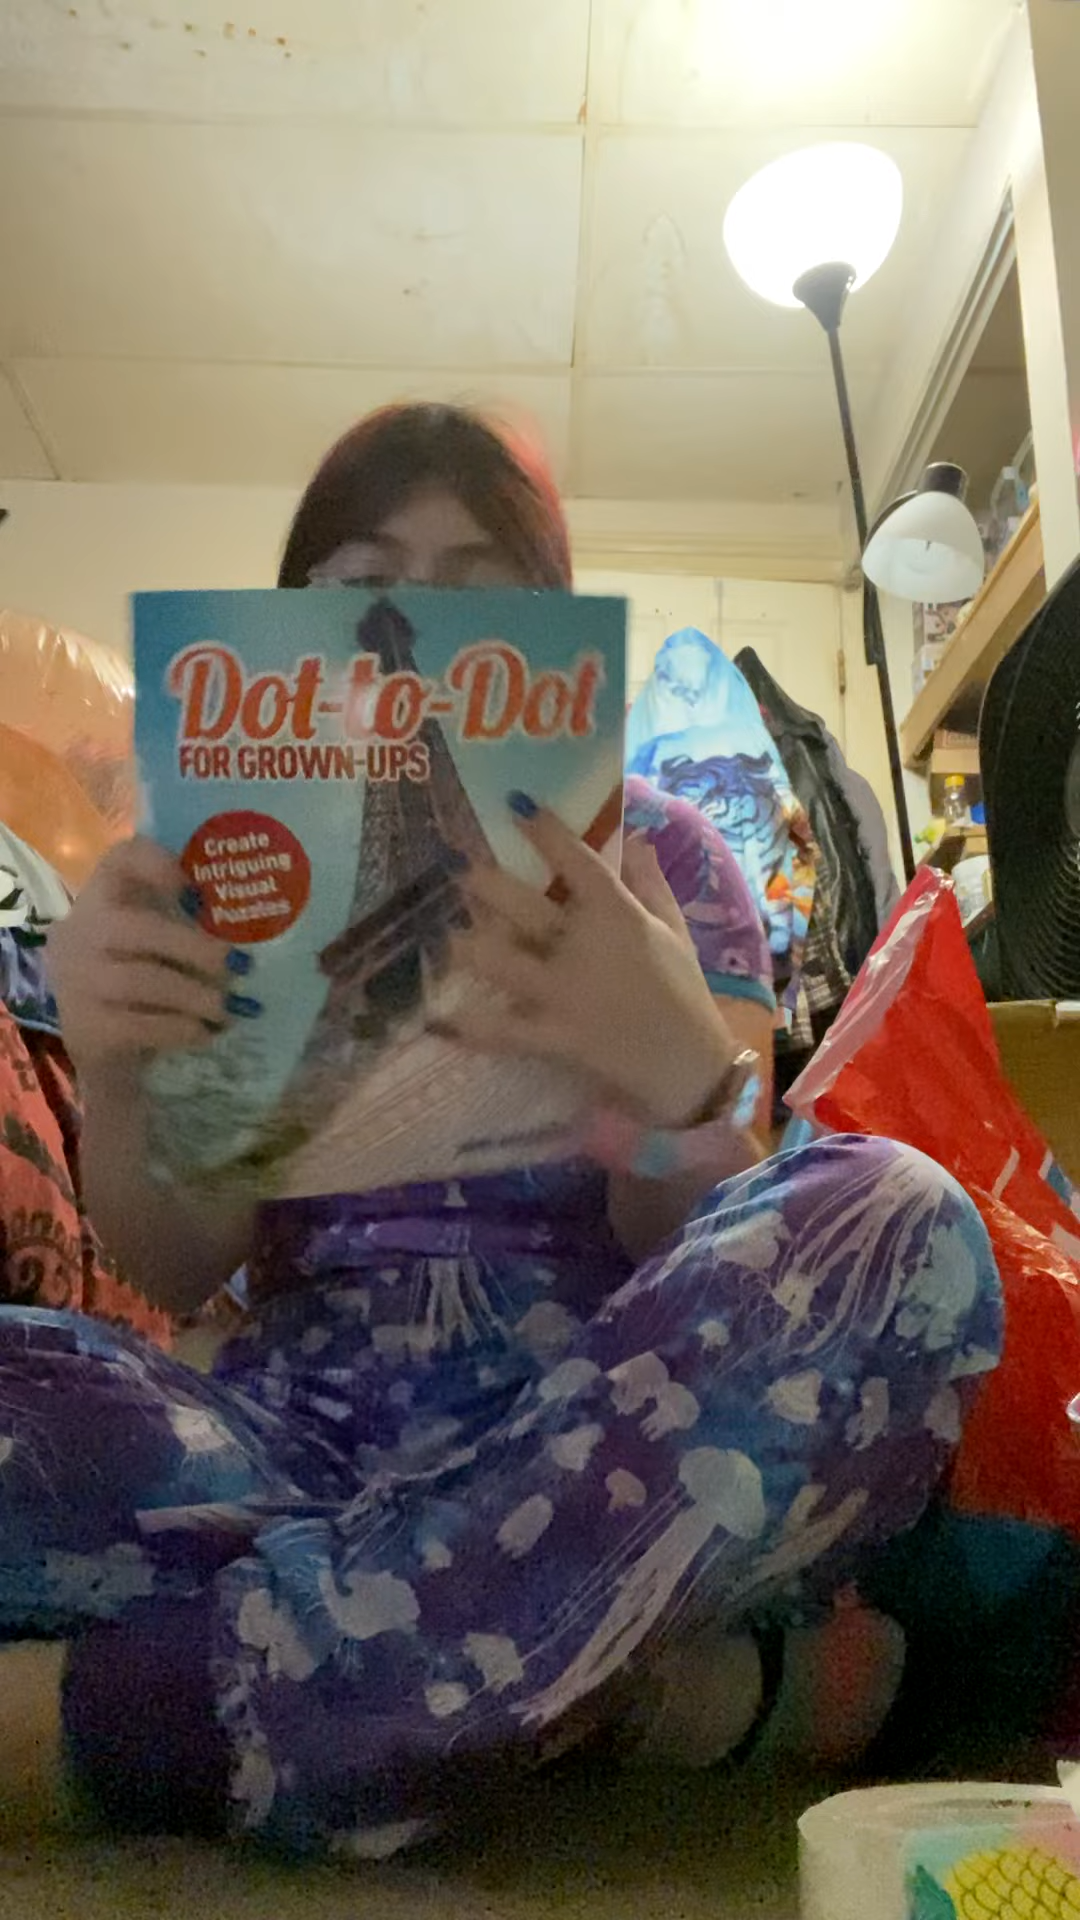 Dot-to-Dot
FOR GROWN-UPS
Create
Intriguing
Visual
Puzzles